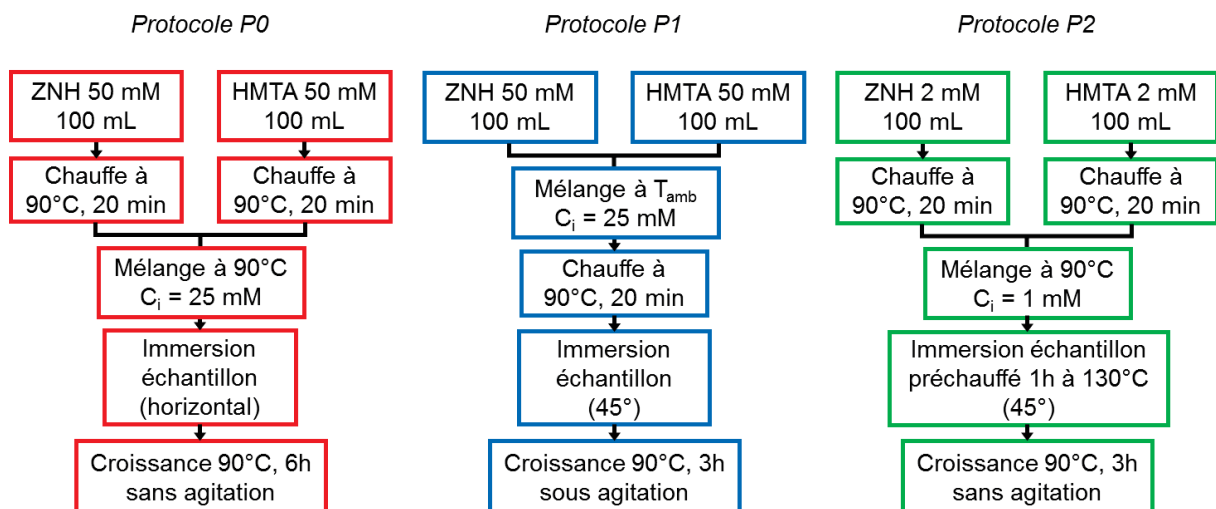 Protocole P0
ZNH 50 mM
100 mL
HMTA 50 mM
100 mL
Chauffe à
90°C, 20 min
Chauffe à
90°C, 20 min
Mélange à 90°C
Ci = 25 mM
Immersion
échantillon
(horizontal)
Croissance 90°C, 6h
sans agitation
Protocole P1
ZNH 50 mM
100 mL
HMTA 50 mM
100 mL
Mélange à Tamb
Ci = 25 mM
Chauffe à
90°C, 20 min
Immersion
échantillon
(45°)
Croissance 90°C, 3h
sous agitation
Protocole P2
ZNH 2 mM
100 mL
HMTA 2 mM
100 mL
Chauffe à
90°C, 20 min
Chauffe à
90°C, 20 min
Mélange à 90°C
Ci = 1 mM
Immersion échantillon
préchauffé 1h à 130°C
(45°)
Croissance 90°C, 3h
sans agitation